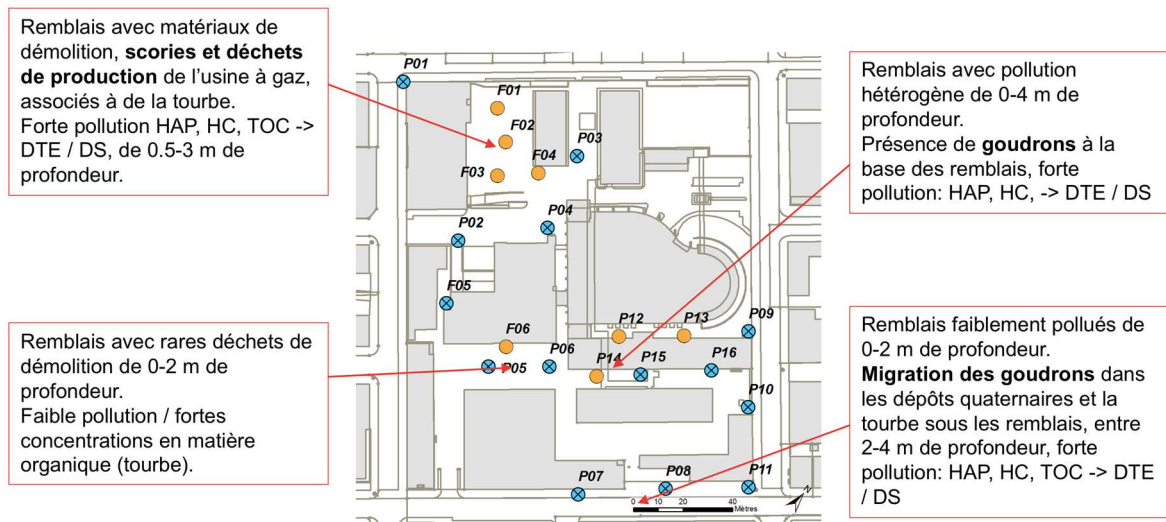 Remblais avec matériaux de
démolition, scories et déchets
de production de l'usine à gaz,
associés à de la tourbe.
Forte pollution HAP, HC, TOC ->
DTE / DS, de 0.5-3 m de
profondeur.
Remblais avec rares déchets de
démolition de 0-2 m de
profondeur.
Faible pollution / fortes
concentrations en matière
organique (tourbe).
P01
F01
F02
P03
F03
F04
P04
P02
F05
P12
P13
P09
F06
P06
P14
P15
P16
P05
P10
P07
P08
P11
N
0 10 20 40
Mètres
Remblais avec pollution
hétérogène de 0-4 m de
profondeur.
Présence de goudrons à la
base des remblais, forte
pollution: HAP, HC, -> DTE / DS
Remblais faiblement pollués de
0-2 m de profondeur.
Migration des goudrons dans
les dépôts quaternaires et la
tourbe sous les remblais, entre
2-4 m de profondeur, forte
pollution: HAP, HC, TOC -> DTE
/ DS